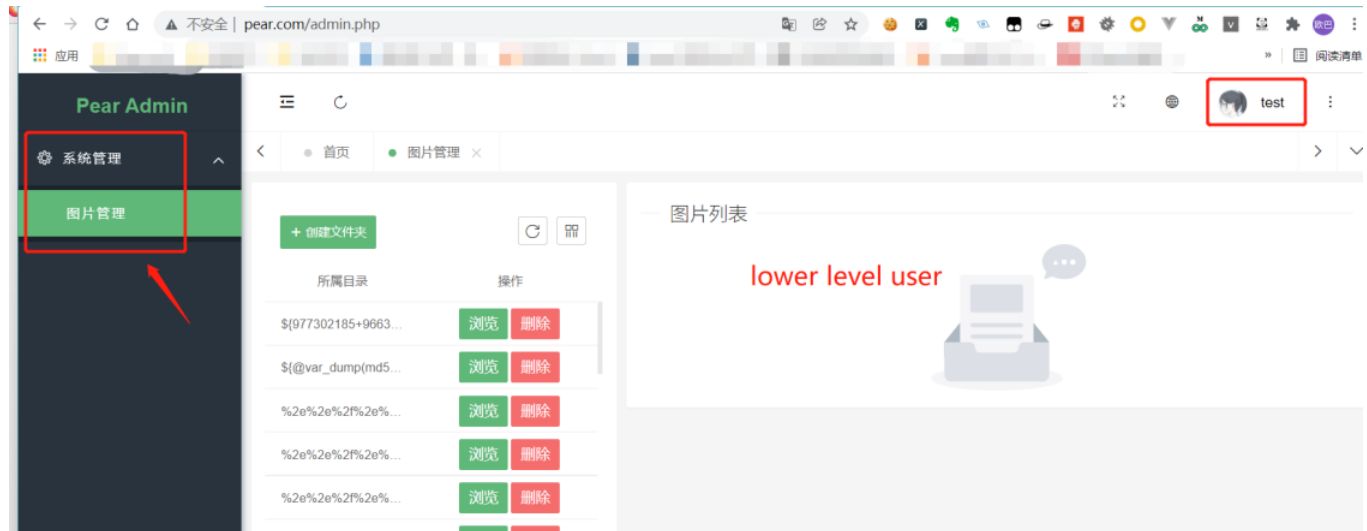 不安全 | pear.com/admin.php
欧巴
应用
» 阅读清单
Pear Admin
test
系统管理
首页
图片管理
图片管理
+ 创建文件夹
图片列表
所属目录
操作
lower level user
${977302185+9663...
浏览
删除
${@var_dump(md5...
浏览
删除
%2e%2e%2f%2e%...
浏览
删除
%2e%2e%2f%2e%...
浏览
删除
%2e%2e%2f%2e%...
浏览
删除